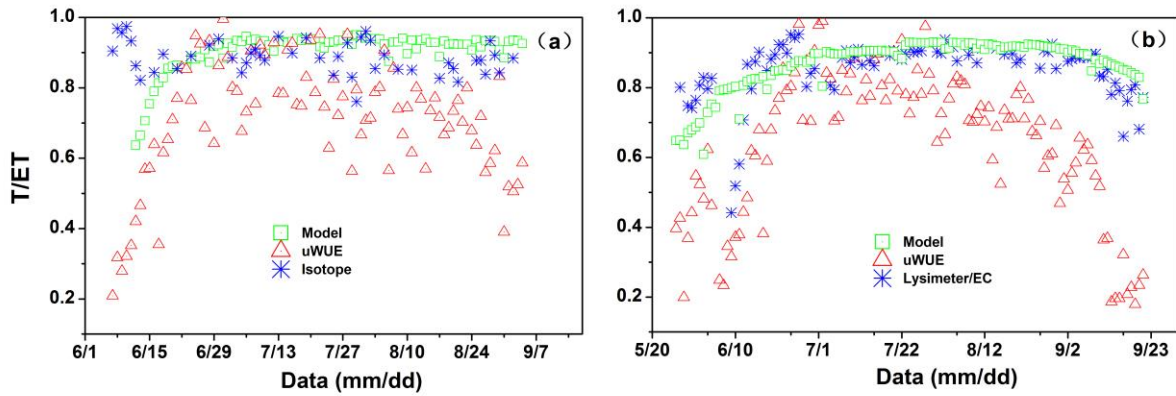 1.0
0.8
0.6
0.4
0.2
T/ET
(a)
Model
uWUE
Isotope
6/1 6/15 6/29 7/13 7/27 8/10 8/24 9/7
Data (mm/dd)
1.0
0.8
0.6
0.4
0.2
(b)
Model
uWUE
Lysimeter/EC
5/20 6/10 7/1 7/22 8/12 9/2 9/23
Data (mm/dd)